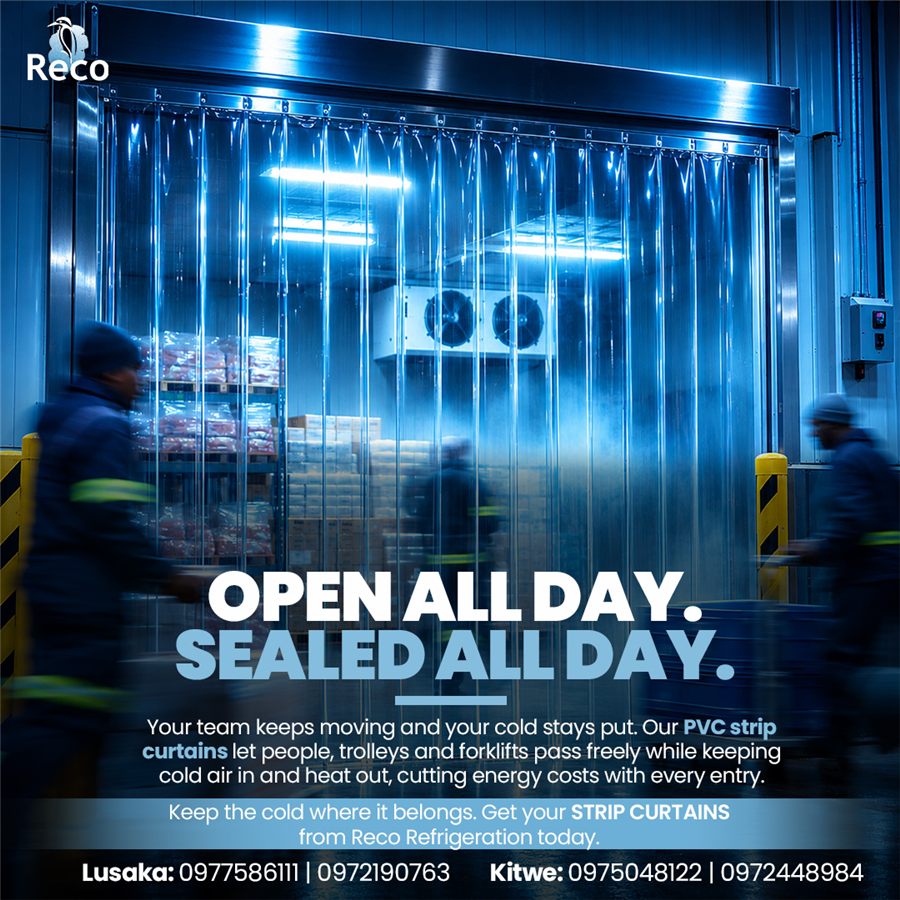 Reco
OPEN ALL DAY.
SEALED ALL DAY.
Your team keeps moving and your cold stays put. Our PVC strip
curtains let people, trolleys and forklifts pass freely while keeping
cold air in and heat out, cutting energy costs with every entry.
Keep the cold where it belongs. Get your STRIP CURTAINS
from Reco Refrigeration today.
Lusaka: 0977586111 | 0972190763 Kitwe: 0975048122 | 0972448984